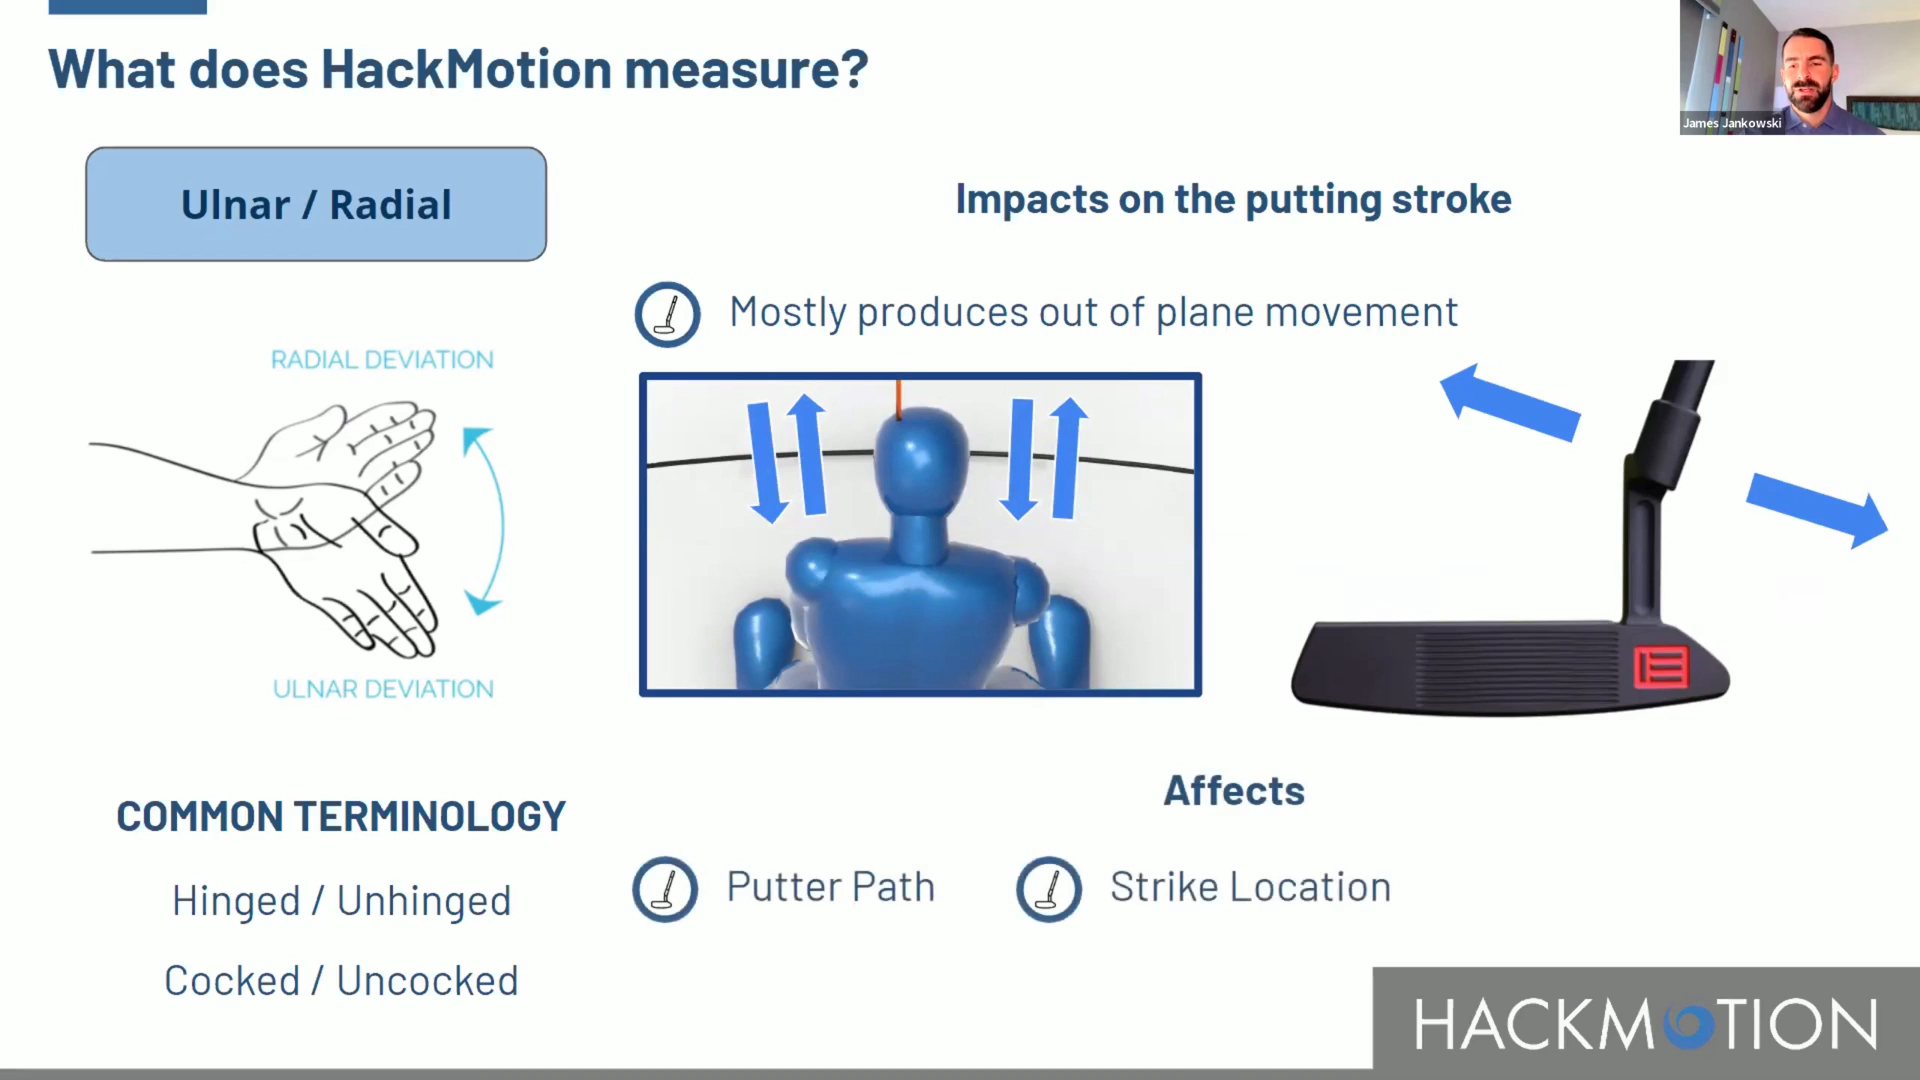 What does HackMotion measure?
James Jankowski
Ulnar / Radial
Impacts on the putting stroke
Mostly produces out of plane movement
RADIAL DEVIATION
ULNAR DEVIATION
COMMON TERMINOLOGY
Hinged / Unhinged
Cocked / Uncocked
Affects
Putter Path
Strike Location
HACKMOTION